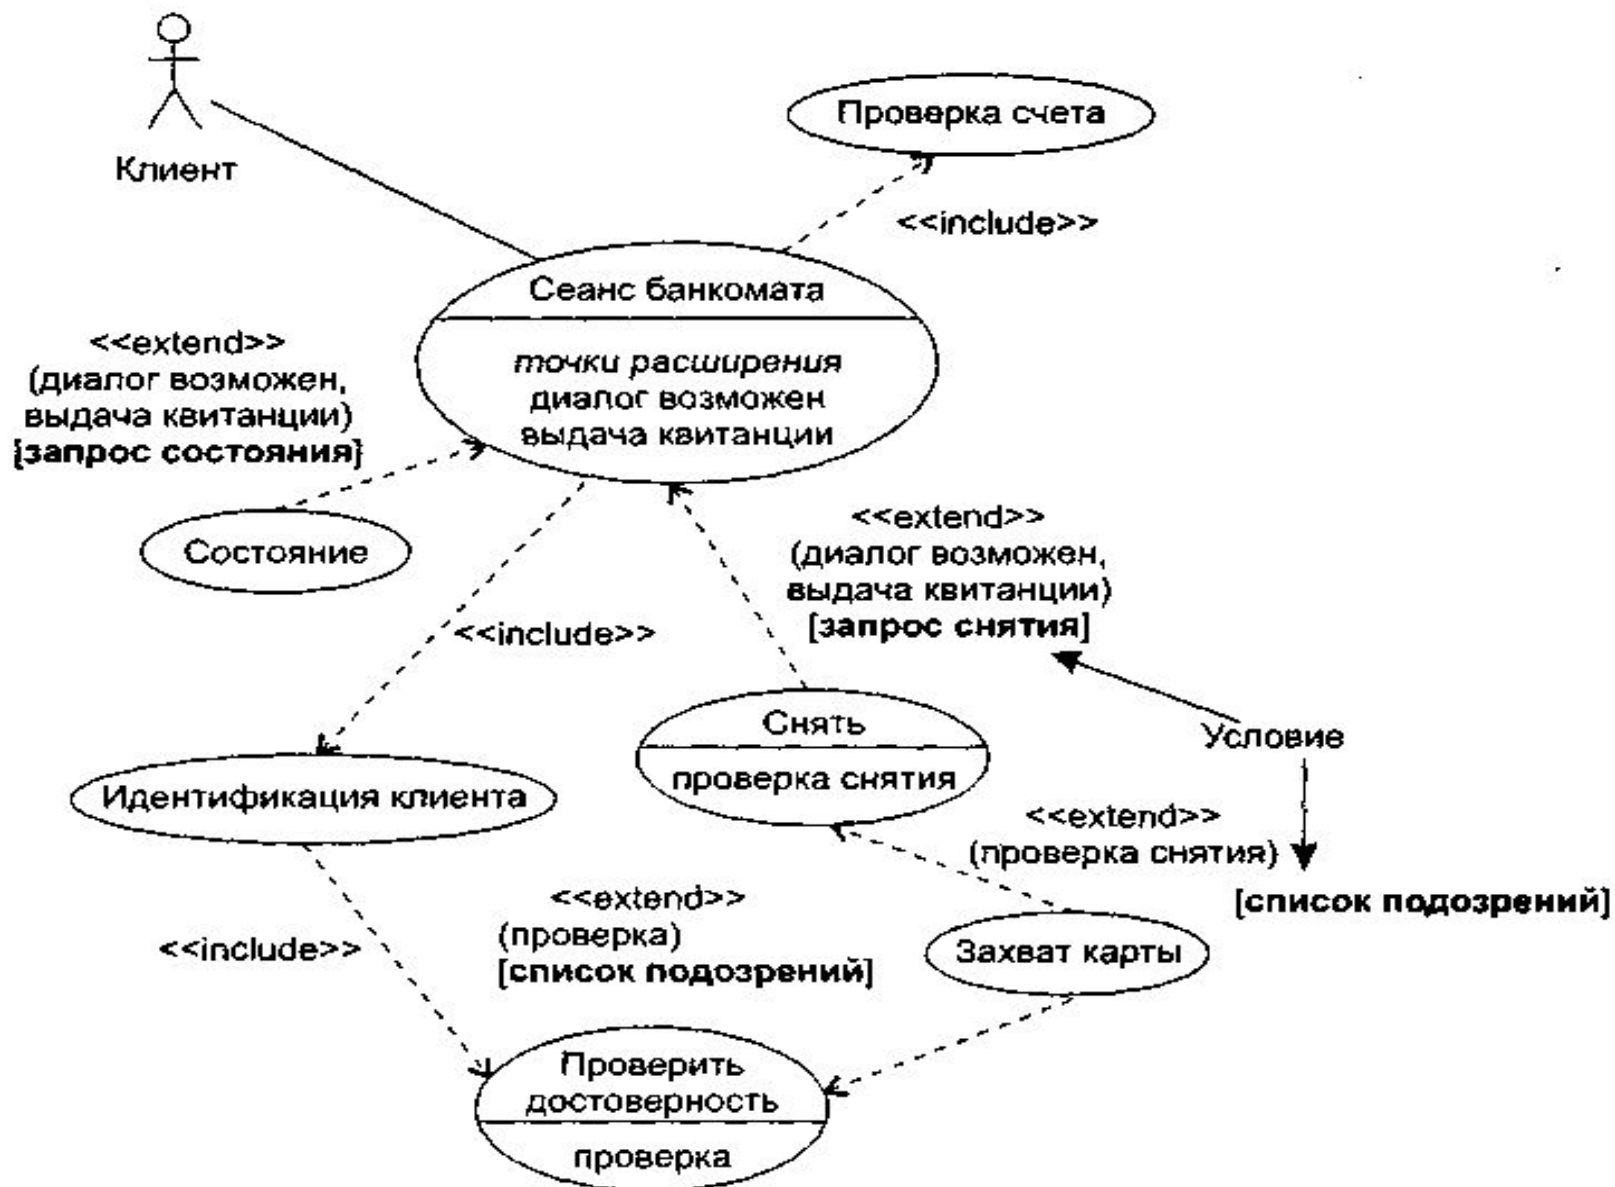 Клиент
Проверка счета
<<include>>
Сеанс банкомата
точки расширения
диалог возможен
выдача квитанции
<<extend>>
(диалог возможен,
выдача квитанции)
[запрос состояния]
Состояние
<<include>>
<<extend>>
(диалог возможен,
выдача квитанции)
[запрос снятия]
Снять
проверка снятия
Условие
Идентификация клиента
<<extend>>
(проверка снятия)
[список подозрений]
<<include>>
<<extend>>
(проверка)
[список подозрений]
Захват карты
Проверить
достоверность
проверка